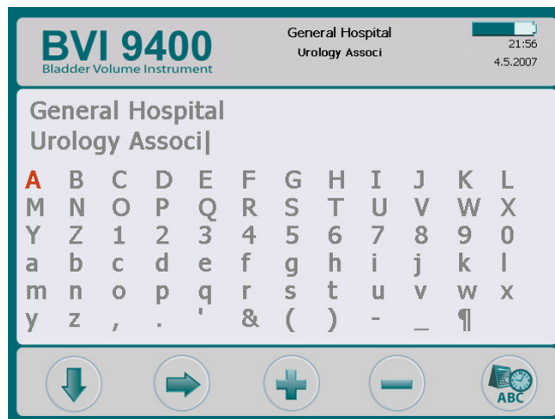 BVI 9400
Bladder Volume Instrument
General Hospital
Urology Associ
21:56
4.5.2007
General Hospital
Urology Associ|
A B C D E F G H I J K L
M N O P Q R S T U V W X
Y Z 1 2 3 4 5 6 7 8 9 0
a b c d e f g h i j k l
m n o p q r s t u v w x
y z , . ' & ( ) - _ ¶
ABC